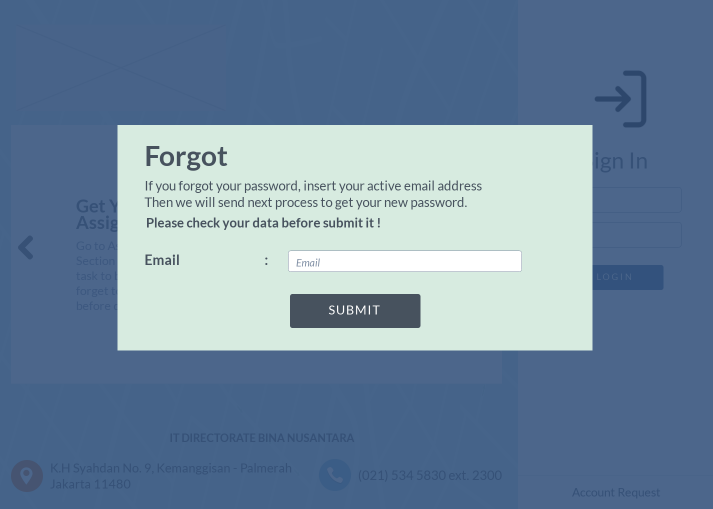 Forgot
If you forgot your password, insert your active email address
Then we will send next process to get your new password.
Please check your data before submit it !
Email :
Email
SUBMIT
Get
Assig
Go to
Section
task to
forget
before
ign In
LOGIN
IT DIRECTORATE BINA NUSANTARA
K.H Syahdan No. 9, Kemanggisan - Palmerah
Jakarta 11480
(021) 534 5830 ext. 2300
Account Request